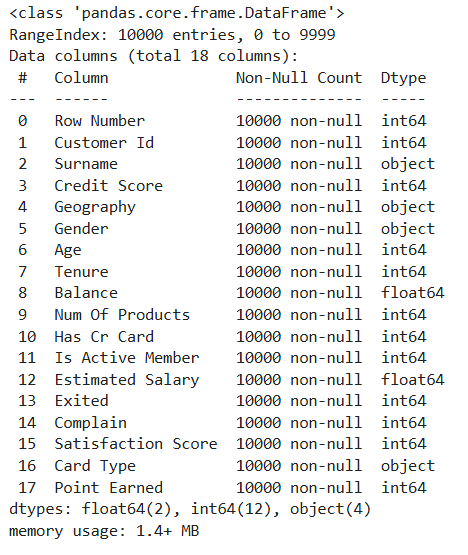 <class 'pandas.core.frame.DataFrame'>
RangeIndex: 10000 entries, 0 to 9999
Data columns (total 18 columns):
 #   Column              Non-Null Count  Dtype
---  ------              --------------  -----
 0   Row Number          10000 non-null  int64
 1   Customer Id         10000 non-null  int64
 2   Surname             10000 non-null  object
 3   Credit Score        10000 non-null  int64
 4   Geography           10000 non-null  object
 5   Gender              10000 non-null  object
 6   Age                 10000 non-null  int64
 7   Tenure              10000 non-null  int64
 8   Balance             10000 non-null  float64
 9   Num Of Products     10000 non-null  int64
 10  Has Cr Card         10000 non-null  int64
 11  Is Active Member    10000 non-null  int64
 12  Estimated Salary    10000 non-null  float64
 13  Exited              10000 non-null  int64
 14  Complain            10000 non-null  int64
 15  Satisfaction Score  10000 non-null  int64
 16  Card Type           10000 non-null  object
 17  Point Earned        10000 non-null  int64
dtypes: float64(2), int64(12), object(4)
memory usage: 1.4+ MB